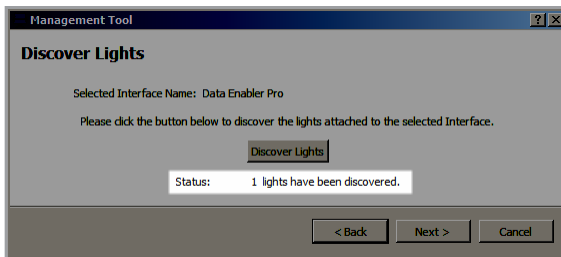 Management Tool
Discover Lights
Selected Interface Name: Data Enabler Pro
Please click the button below to discover the lights attached to the selected Interface.
Discover Lights
Status: 1 lights have been discovered.
< Back Next > Cancel